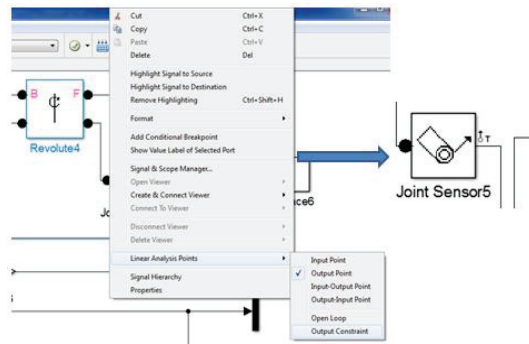 Cut Ctrl+X
Copy Ctrl+C
Paste Ctrl+V
Delete Del
Highlight Signal to Source
Highlight Signal to Destination
Remove Highlighting Ctrl+Shift+H
Format
Add Conditional Breakpoint
Show Value Label of Selected Port
Signal & Scope Manager...
Open Viewer
Create & Connect Viewer
Connect To Viewer
Disconnect Viewer
Delete Viewer
Linear Analysis Points
Signal Hierarchy
Properties
Input Point
Output Point
Input-Output Point
Output-Input Point
Open Loop
Output Constraint
B F
Revolute4
Jo
nce6
T
Joint Sensor5